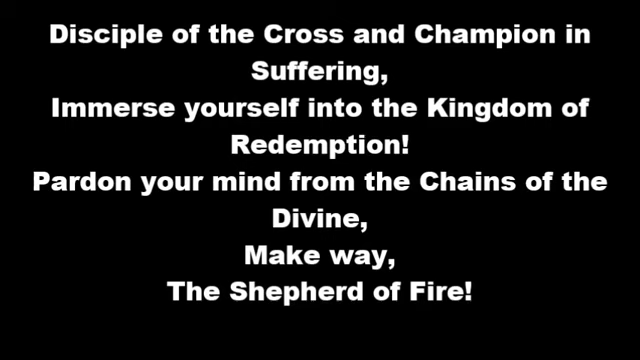 Disciple of the Cross and Champion in
Suffering,
Immerse yourself into the Kingdom of
Redemption!
Pardon your mind from the Chains of the
Divine,
Make way,
The Shepherd of Fire!